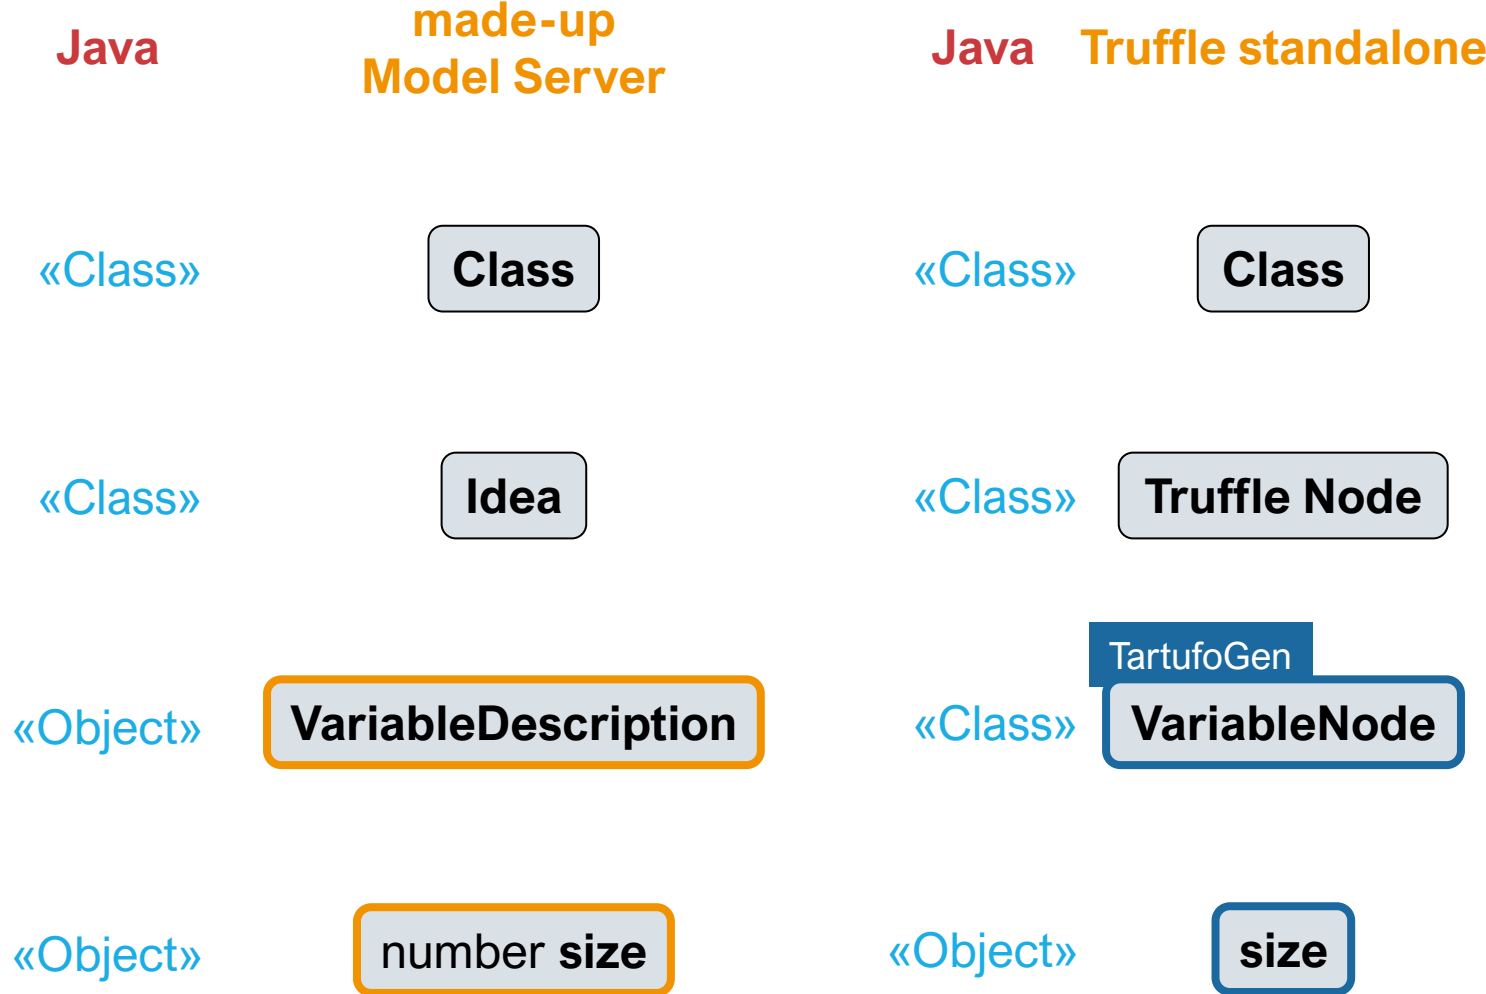 Java made-up Model Server Java Truffle standalone
«Class» Class «Class» Class
«Class» Idea «Class» Truffle Node
TartufoGen
«Object» VariableDescription «Class» VariableNode
«Object» number size «Object» size